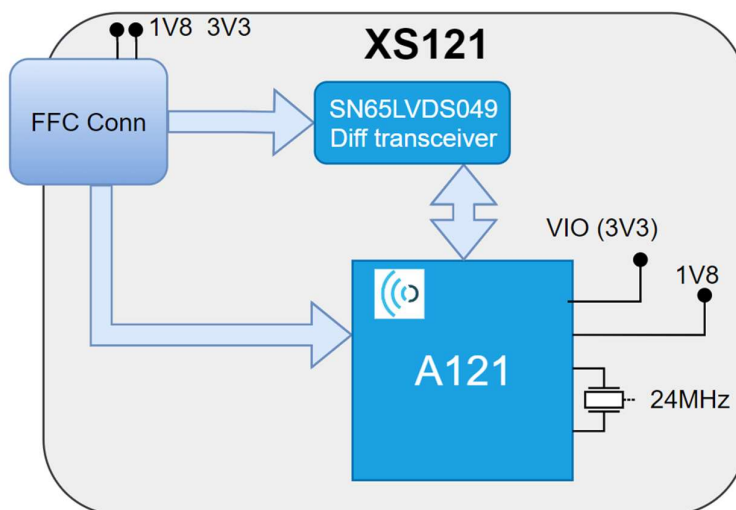 1V8 3V3
XS121
FFC Conn
SN65LVDS049
Diff transceiver
VIO (3V3)
1V8
A121
24MHz